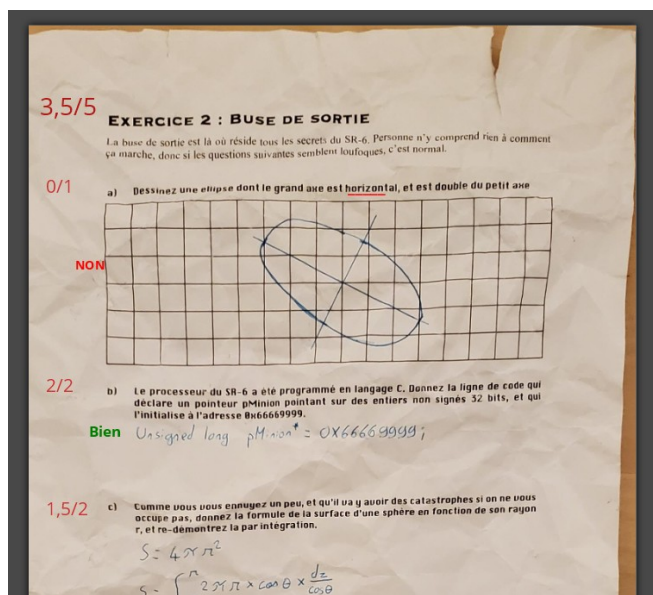 3,5/5
EXERCICE 2 : BUSE DE SORTIE
La buse de sortie est là où réside tous les secrets du SR-6. Personne n'y comprend rien à comment
ça marche, donc si les questions suivantes semblent loufoques, c'est normal.
0/1
a) Dessinez une ellipse dont le grand axe est horizontal, et est double du petit axe
NON
2/2
b) Le processeur du SR-6 a été programmé en langage C. Donnez la ligne de code qui
déclare un pointeur pMinion pointant sur des entiers non signés 32 bits, et qui
l'initialise à l'adresse 0x66669999.
Bien Unsigned long pMinion* = 0X66669999;
1,5/2
c) Comme vous vous ennuyez un peu, et qu'il va y avoir des catastrophes si on ne vous
occupe pas, donnez la formule de la surface d'une sphère en fonction de son rayon
r, et re-démontrez la par intégration.
S = 4πr²
S = ∫ʳ 2πr × cos θ × dz/cosθ